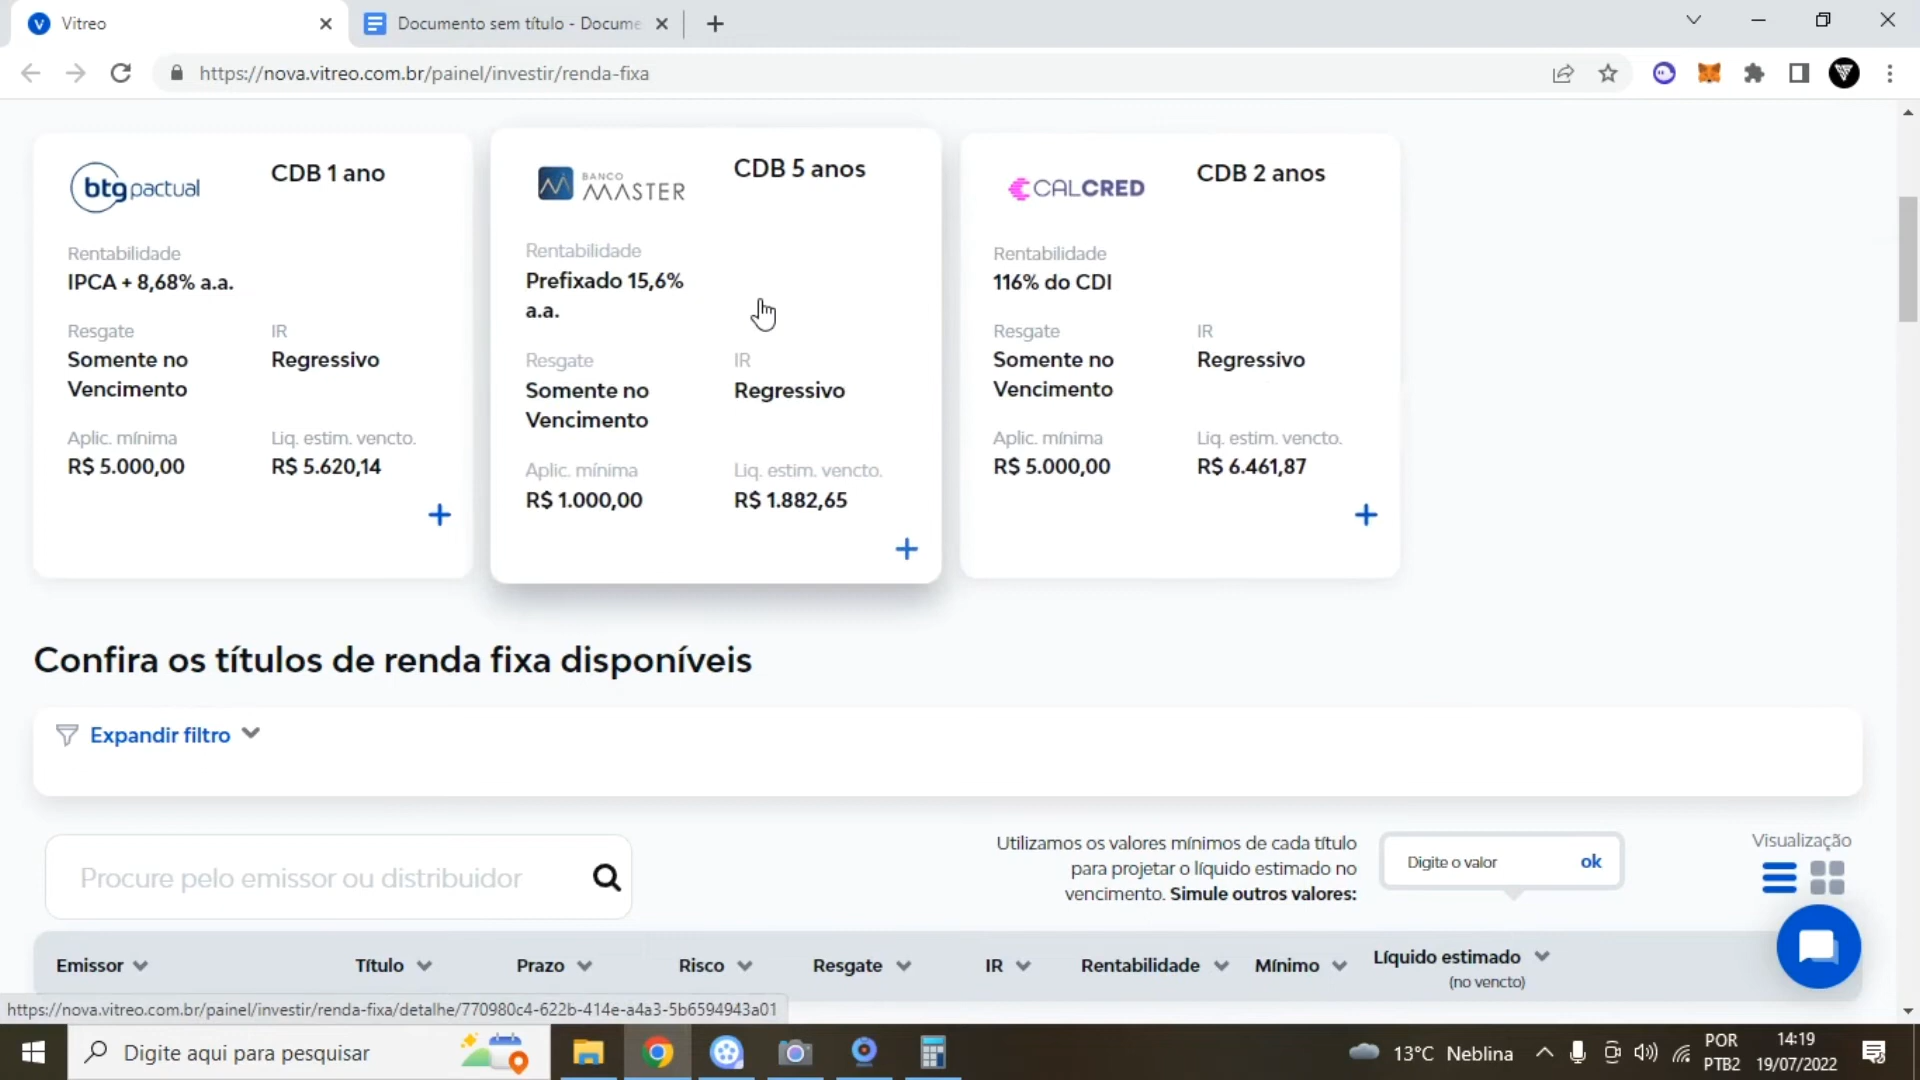 Vitreo
Documento sem título - Docume
https://nova.vitreo.com.br/painel/investir/renda-fixa
btg pactual
CDB 1 ano
Rentabilidade
IPCA + 8,68% a.a.
Resgate
IR
Somente no
Vencimento
Regressivo
Aplic. mínima
Liq. estim. vencto.
R$ 5.000,00
R$ 5.620,14
+
BANCO
MASTER
CDB 5 anos
Rentabilidade
Prefixado 15,6%
a.a.
Resgate
IR
Somente no
Vencimento
Regressivo
Aplic. mínima
Liq. estim. vencto.
R$ 1.000,00
R$ 1.882,65
+
CALCRED
CDB 2 anos
Rentabilidade
116% do CDI
Resgate
IR
Somente no
Vencimento
Regressivo
Aplic. mínima
Liq. estim. vencto.
R$ 5.000,00
R$ 6.461,87
+
Confira os títulos de renda fixa disponíveis
Expandir filtro
Procure pelo emissor ou distribuidor
Utilizamos os valores mínimos de cada título
para projetar o líquido estimado no
vencimento. Simule outros valores:
Digite o valor
ok
Visualização
Emissor
Título
Prazo
Risco
Resgate
IR
Rentabilidade
Mínimo
Líquido estimado
(no vencto)
https://nova.vitreo.com.br/painel/investir/renda-fixa/detalhe/770980c4-622b-414e-a4a3-5b6594943a01
Digite aqui para pesquisar
13°C Neblina
POR
PTB2
14:19
19/07/2022